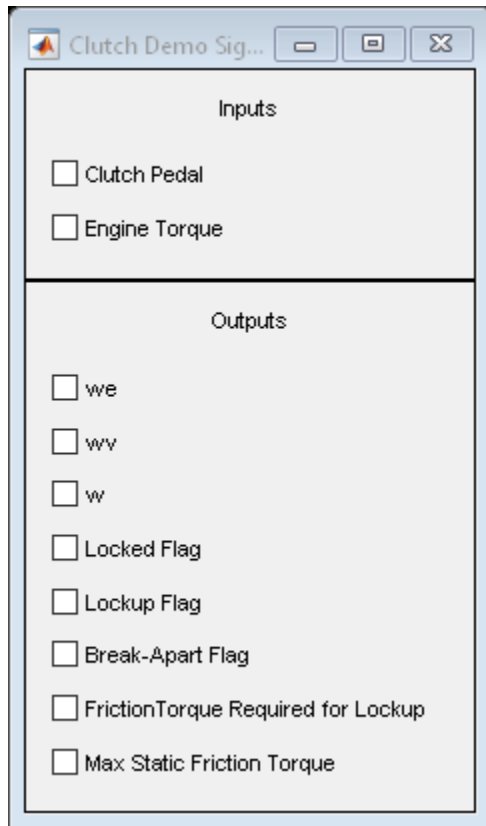 Clutch Demo Sig...
Inputs
Clutch Pedal
Engine Torque
Outputs
we
wv
w
Locked Flag
Lockup Flag
Break-Apart Flag
FrictionTorque Required for Lockup
Max Static Friction Torque